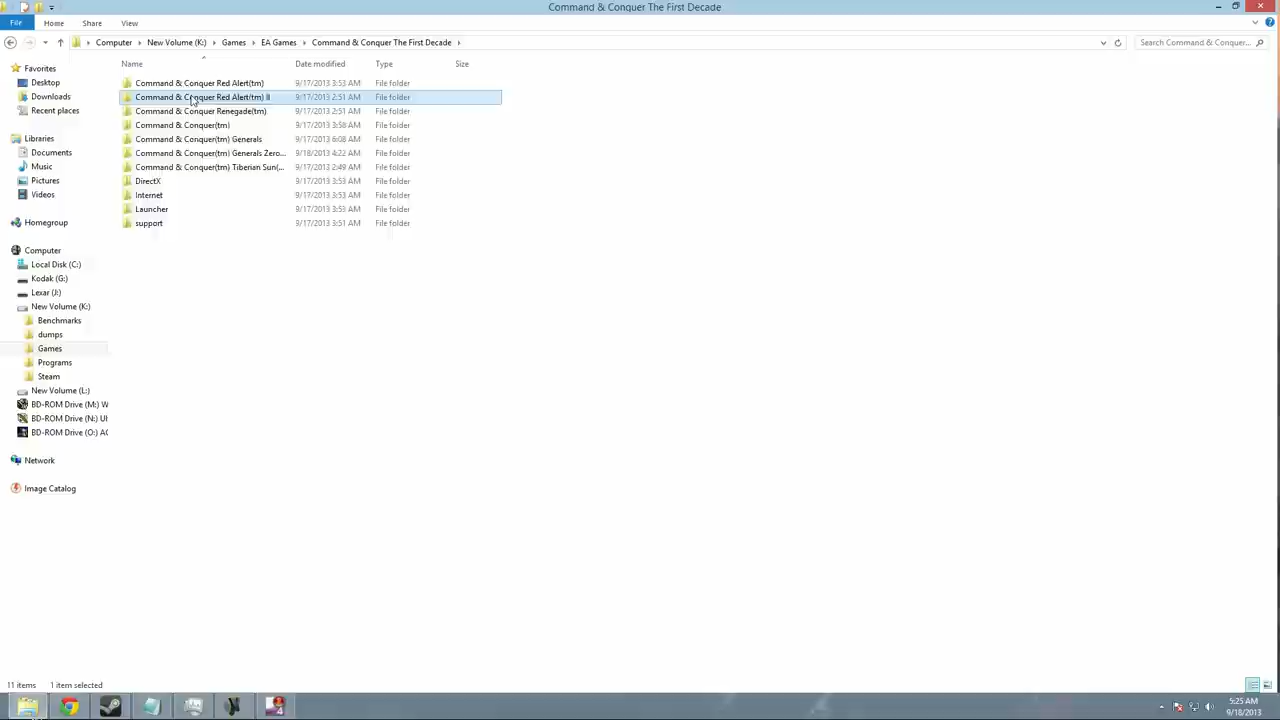 Command & Conquer The First Decade
File Home Share View
Computer New Volume (K:) Games EA Games Command & Conquer The First Decade
Search Command & Conquer...
Name Date modified Type Size
Favorites
Desktop
Downloads
Recent places
Libraries
Documents
Music
Pictures
Videos
Homegroup
Computer
Local Disk (C:)
Kodak (G:)
Lexar (J:)
New Volume (K:)
Benchmarks
dumps
Games
Programs
Steam
New Volume (L:)
BD-ROM Drive (M:) W
BD-ROM Drive (N:) UI
BD-ROM Drive (O:) AC
Network
Image Catalog
Command & Conquer Red Alert(tm) 9/17/2013 3:53 AM File folder
Command & Conquer Red Alert(tm) II 9/17/2013 2:51 AM File folder
Command & Conquer Renegade(tm) 9/17/2013 2:51 AM File folder
Command & Conquer(tm) 9/17/2013 3:58 AM File folder
Command & Conquer(tm) Generals 9/17/2013 6:08 AM File folder
Command & Conquer(tm) Generals Zero... 9/18/2013 4:22 AM File folder
Command & Conquer(tm) Tiberian Sun(... 9/17/2013 2:49 AM File folder
DirectX 9/17/2013 3:53 AM File folder
Internet 9/17/2013 3:53 AM File folder
Launcher 9/17/2013 3:53 AM File folder
support 9/17/2013 3:51 AM File folder
11 items 1 item selected
5:25 AM
9/18/2013